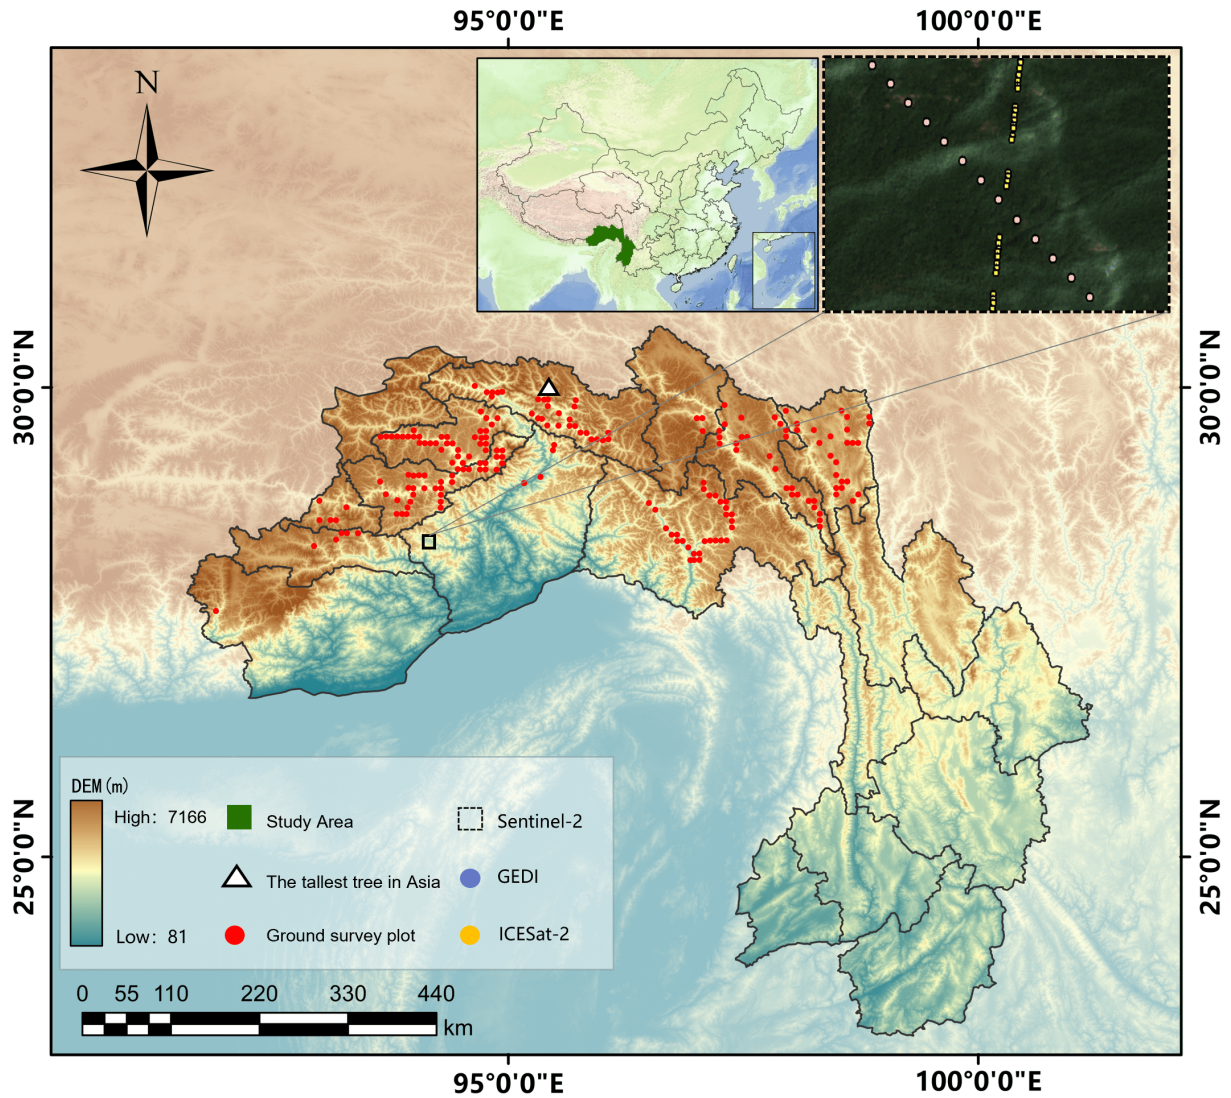 95°0'0"E
100°0'0"E
N
30°0'0"N
30°0'0"N
DEM(m)
High: 7166
Low: 81
Study Area
Sentinel-2
The tallest tree in Asia
GEDI
Ground survey plot
ICESat-2
25°0'0"N
25°0'0"N
0 55 110 220 330 440
km
95°0'0"E
100°0'0"E